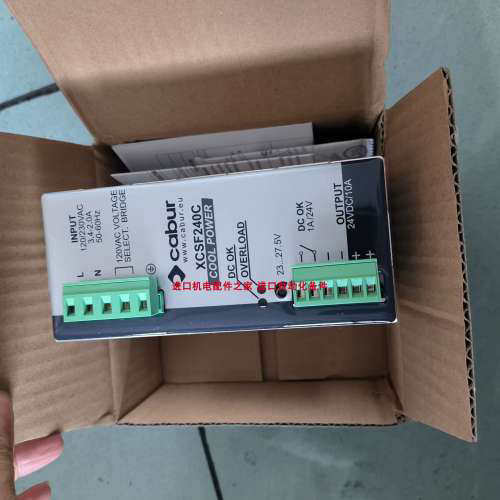 INPUT
120/230VAC
3,4-2,0A
50-60Hz
L
N
120VAC VOLTAGE
SELECT. BRIDGE
cabur
www.cabur.eu
XCSF240C
COOL POWER
DC OK
OVERLOAD
23...27.5V
DC OK
1A/24V
OUTPUT
24VDC/10A
- - + +
进口机电配件之家 进口自动化备件